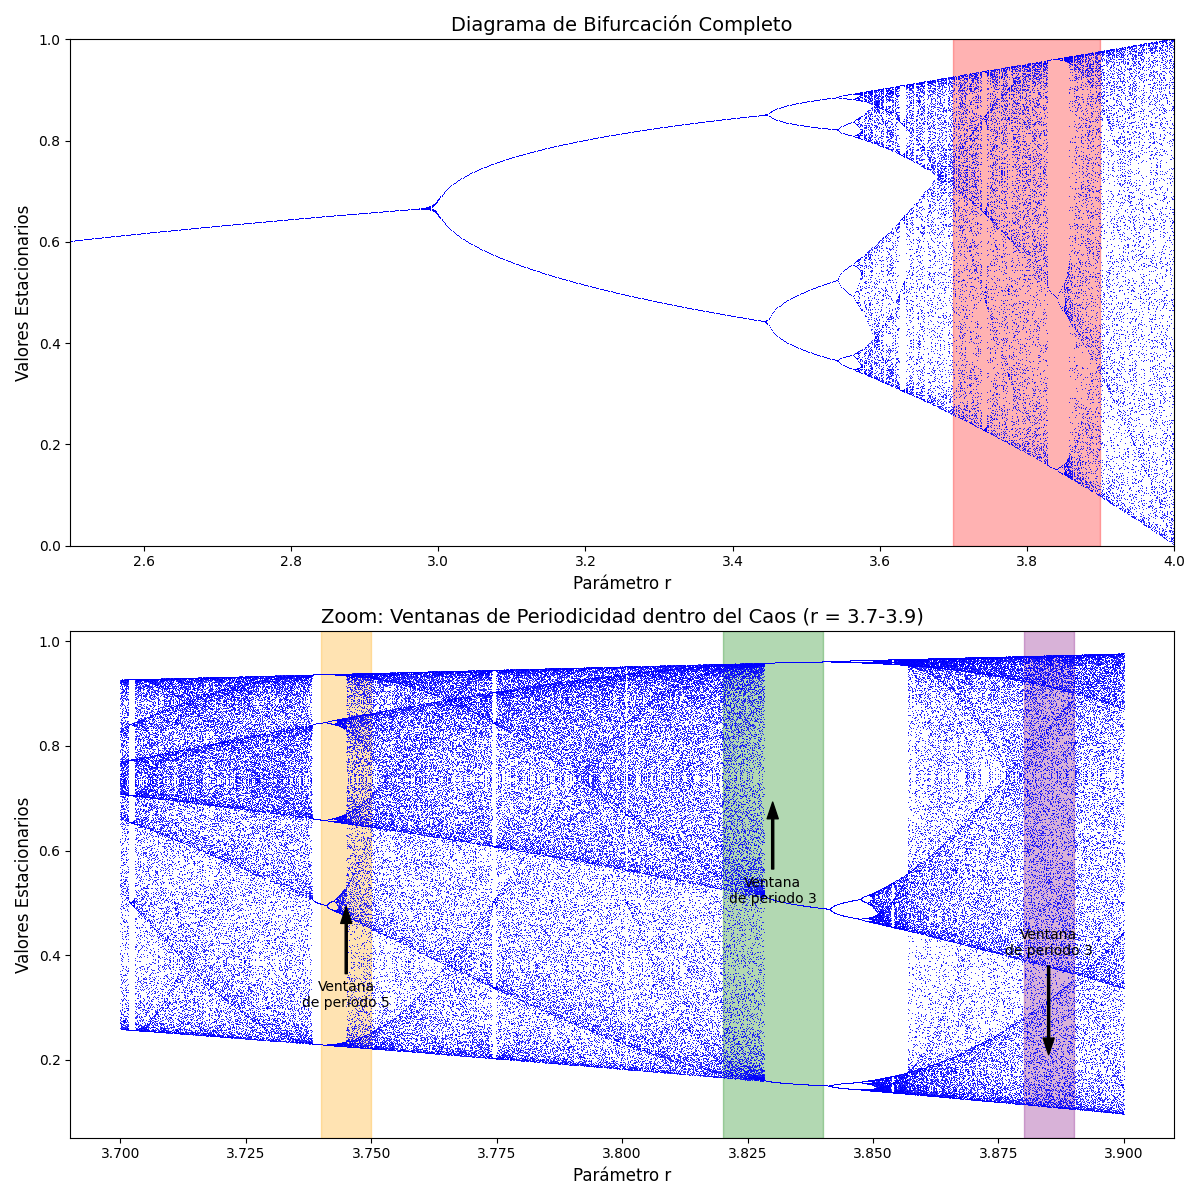 Diagrama de Bifurcación Completo
1.0
0.8
0.6
0.4
0.2
0.0
Valores Estacionarios
2.6 2.8 3.0 3.2 3.4 3.6 3.8 4.0
Parámetro r
Zoom: Ventanas de Periodicidad dentro del Caos (r = 3.7-3.9)
1.0
0.8
0.6
0.4
0.2
Valores Estacionarios
Ventana
de periodo 3
Ventana
de periodo 3
Ventana
de periodo 5
3.700 3.725 3.750 3.775 3.800 3.825 3.850 3.875 3.900
Parámetro r